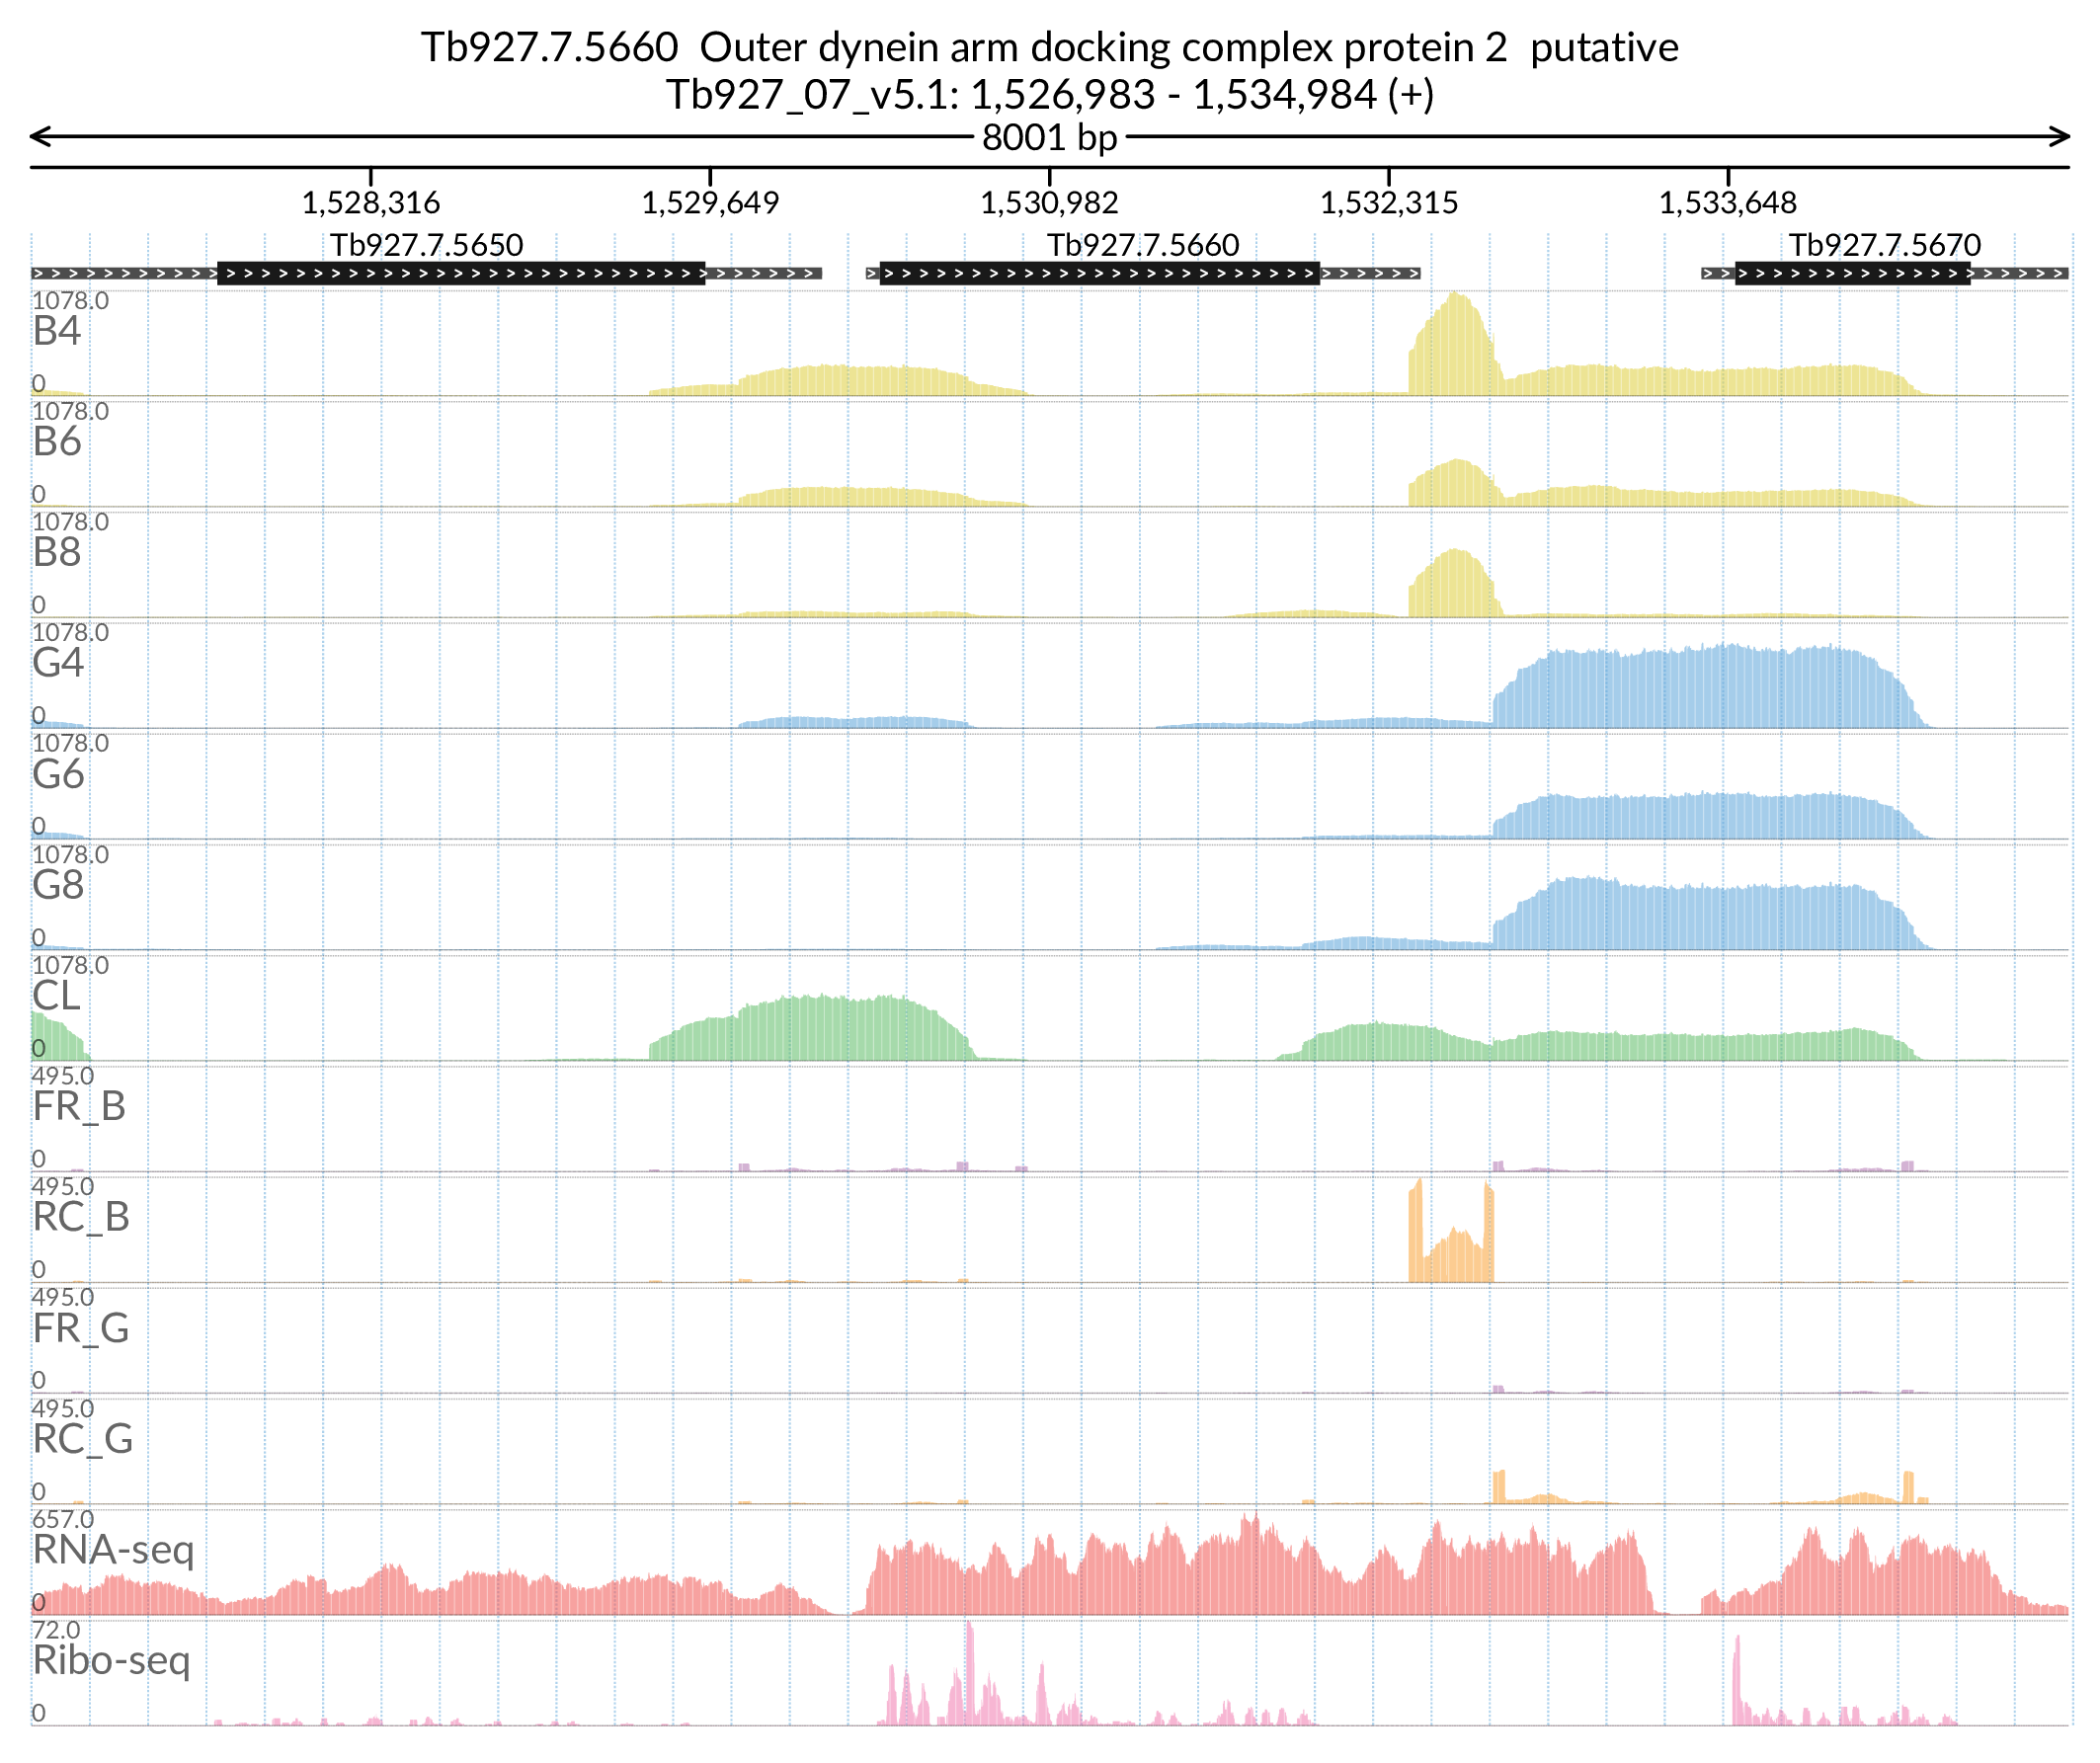 Tb927.7.5660  Outer dynein arm docking complex protein 2  putative
Tb927_07_v5.1: 1,526,983 - 1,534,984 (+)
8001 bp
1,528,316 1,529,649 1,530,982 1,532,315 1,533,648
Tb927.7.5650 Tb927.7.5660 Tb927.7.5670
1078.0
B4
0
1078.0
B6
0
1078.0
B8
0
1078.0
G4
0
1078.0
G6
0
1078.0
G8
0
1078.0
CL
0
495.0
FR_B
0
495.0
RC_B
0
495.0
FR_G
0
495.0
RC_G
0
657.0
RNA-seq
0
72.0
Ribo-seq
0